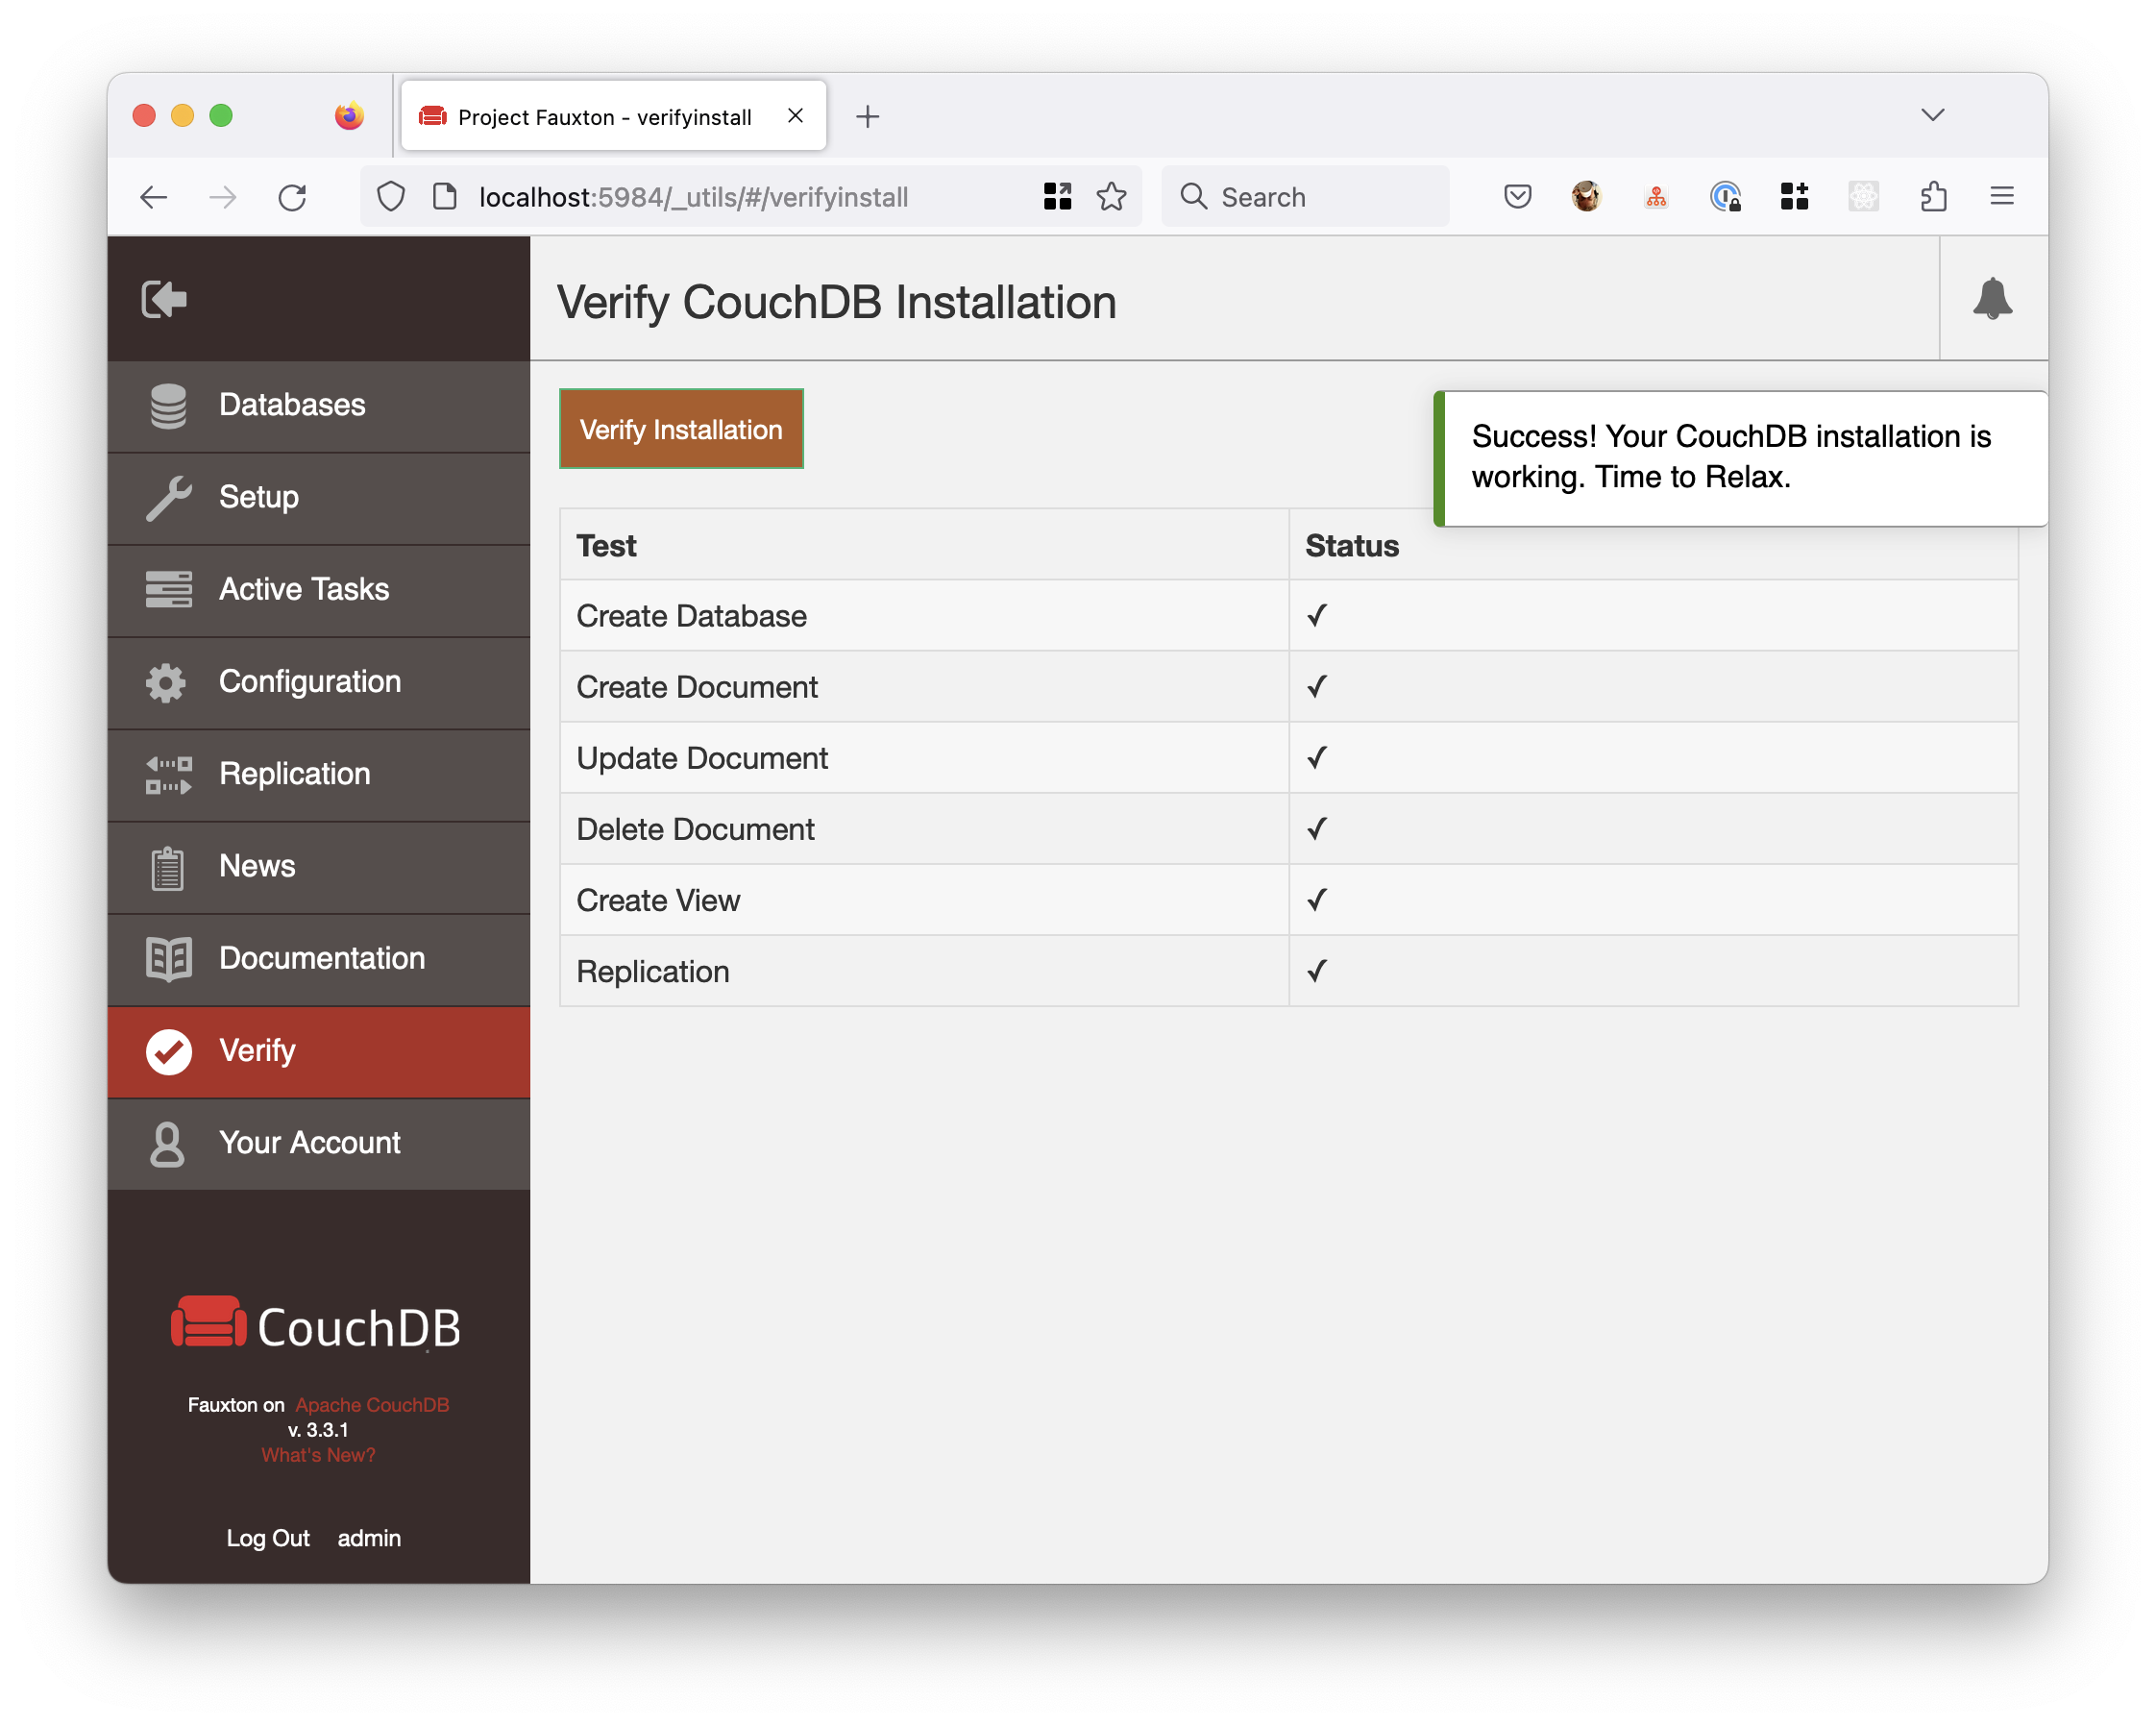 Project Fauxton - verifyinstall
localhost:5984/_utils/#/verifyinstall
Search
Verify CouchDB Installation
Databases
Setup
Active Tasks
Configuration
Replication
News
Documentation
Verify
Your Account
CouchDB
Fauxton on Apache CouchDB
v. 3.3.1
What's New?
Log Out admin
Verify Installation
Success! Your CouchDB installation is
working. Time to Relax.
Test Status
Create Database ✓
Create Document ✓
Update Document ✓
Delete Document ✓
Create View ✓
Replication ✓